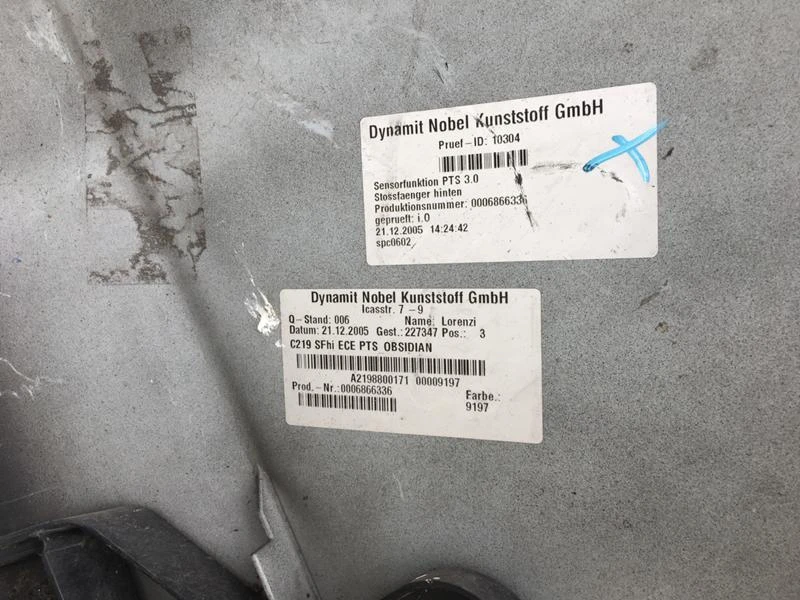 Dynamit Nobel Kunststoff GmbH
Pruef-ID: 10304
Sensorfunktion PTS 3.0
Stossfaenger hinten
Produktionsnummer: 0006866336
geprueft: i.O
21.12.2005 14:24:42
spc0602
Dynamit Nobel Kunststoff GmbH
Icasstr. 7-9
Q-Stand: 006 Name: Lorenzi
Datum: 21.12.2005 Gest.: 227347 Pos.: 3
C219 SFhi ECE PTS OBSIDIAN
A2198800171 00009197
Prod.-Nr.:0006866336 Farbe.:
9197